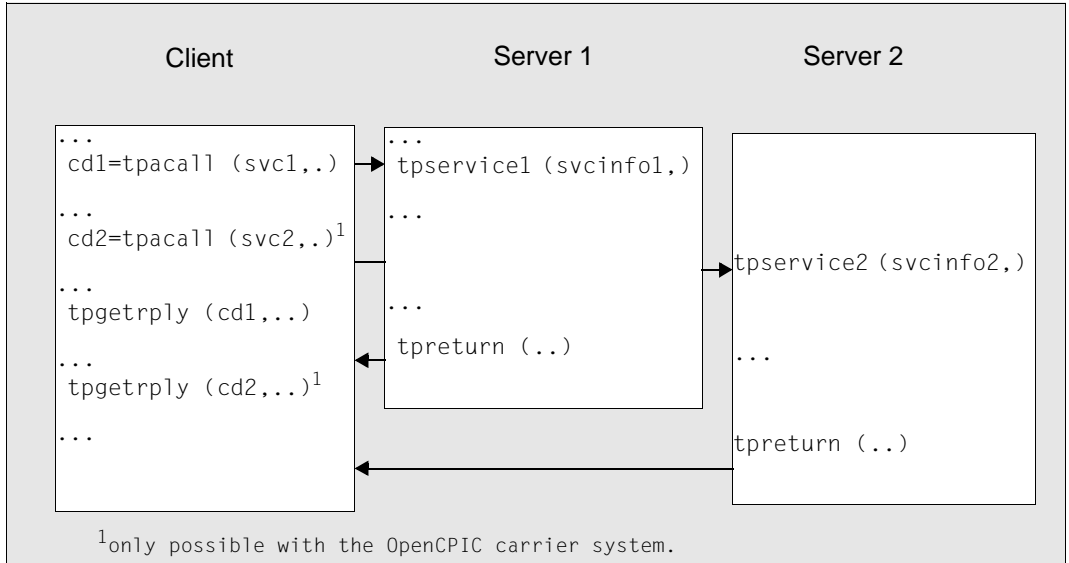 Client
Server 1
Server 2
...
cd1=tpacall (svc1,.)
...
cd2=tpacall (svc2,.)1
...
tpgetrply (cd1,..)
...
tpgetrply (cd2,..)1
...
...
tpservice1 (svcinfo1,)
...
...
tpreturn (..)
tpservice2 (svcinfo2,)
...
tpreturn (..)
1only possible with the OpenCPIC carrier system.